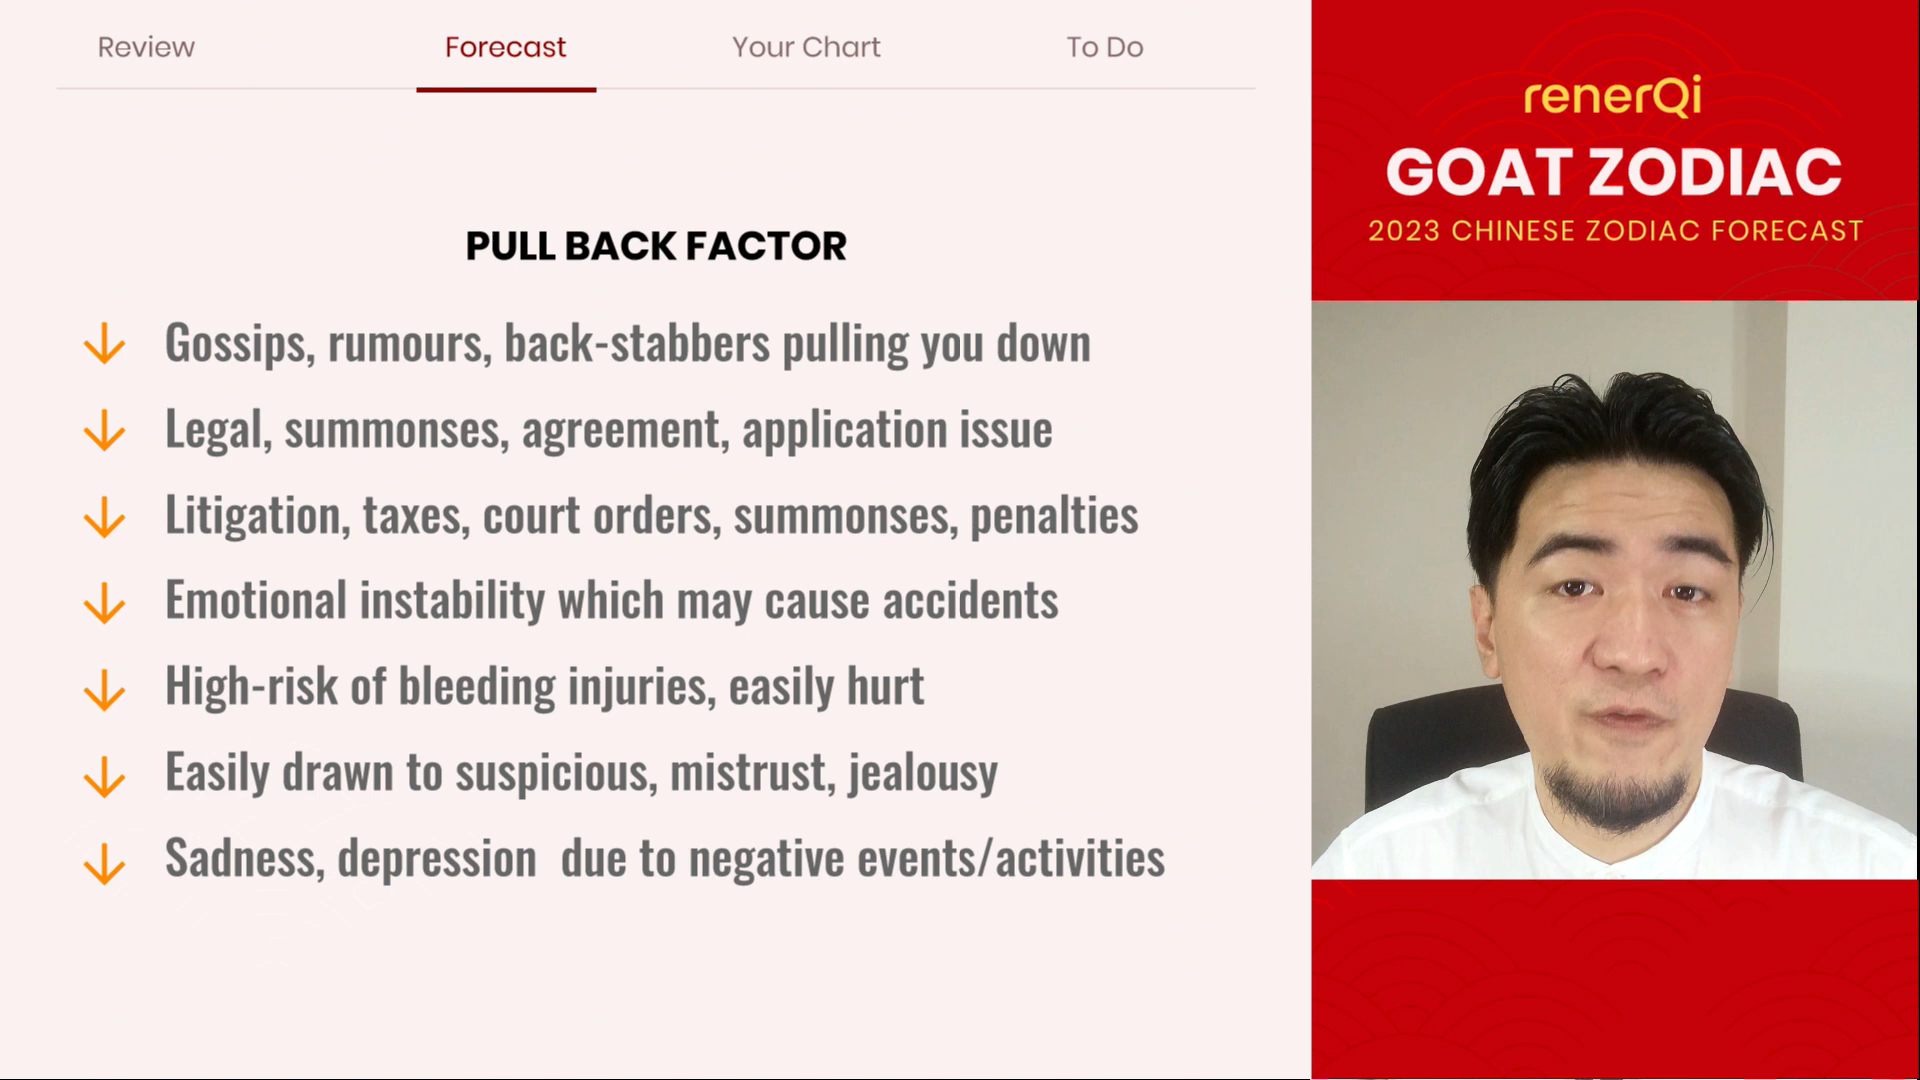 Review
Forecast
Your Chart
To Do
PULL BACK FACTOR
Gossips, rumours, back-stabbers pulling you down
Legal, summonses, agreement, application issue
Litigation, taxes, court orders, summonses, penalties
Emotional instability which may cause accidents
High-risk of bleeding injuries, easily hurt
Easily drawn to suspicious, mistrust, jealousy
Sadness, depression due to negative events/activities
renerQi
GOAT ZODIAC
2023 CHINESE ZODIAC FORECAST